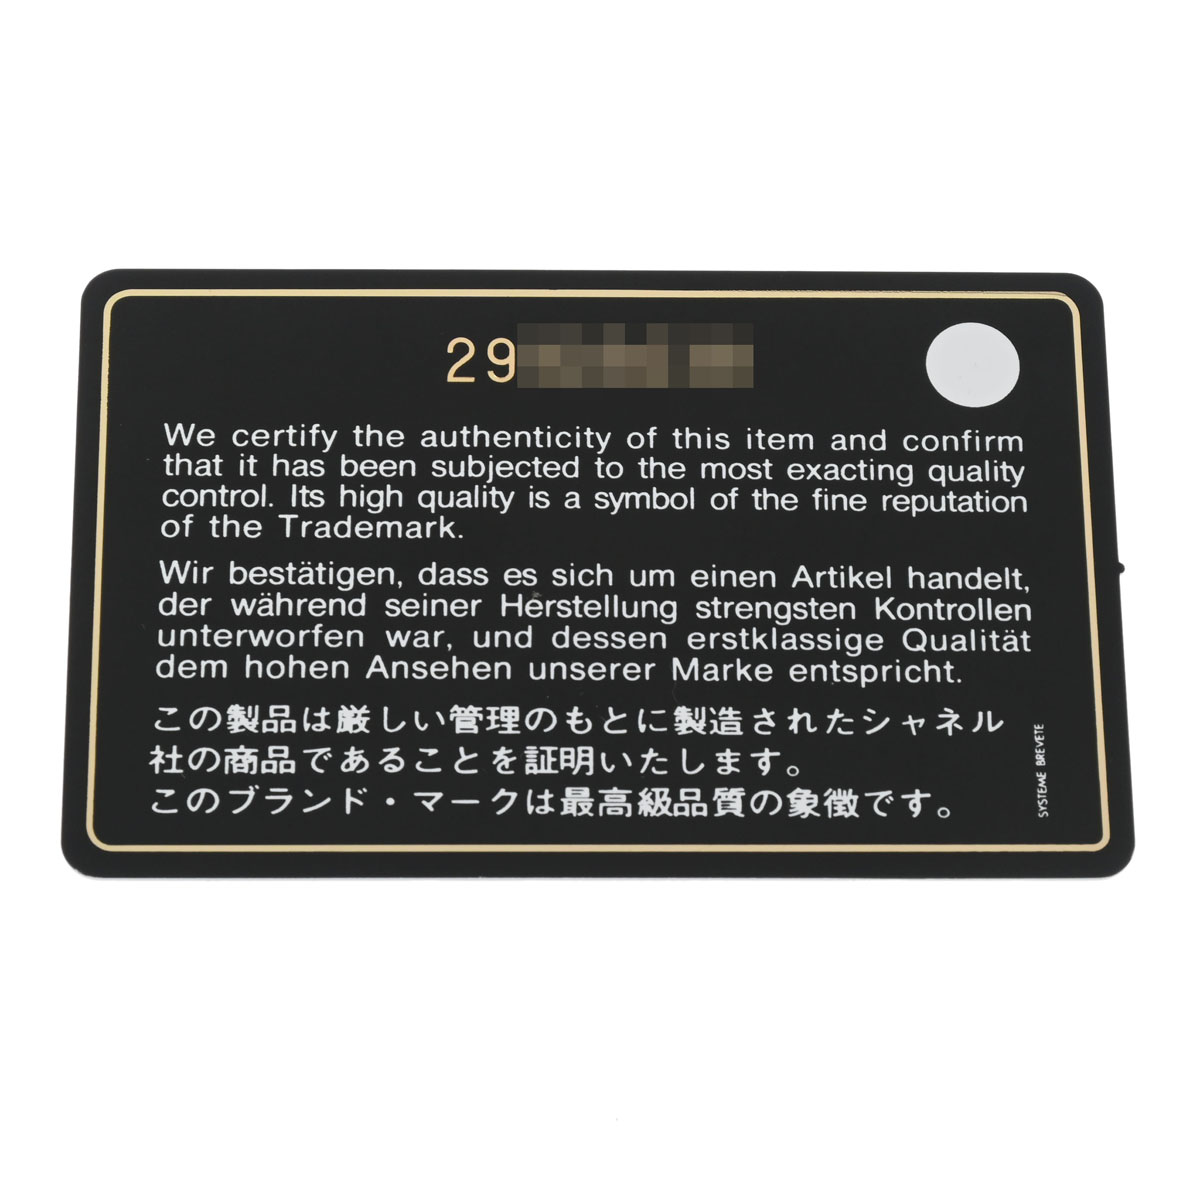 29
We certify the authenticity of this item and confirm
that it has been subjected to the most exacting quality
control. Its high quality is a symbol of the fine reputation
of the Trademark.
Wir bestätigen, dass es sich um einen Artikel handelt,
der während seiner Herstellung strengsten Kontrollen
unterworfen war, und dessen erstklassige Qualität
dem hohen Ansehen unserer Marke entspricht.
この製品は厳しい管理のもとに製造されたシャネル
社の商品であることを証明いたします。
このブランド・マークは最高級品質の象徴です。
SYSTEME BREVETE